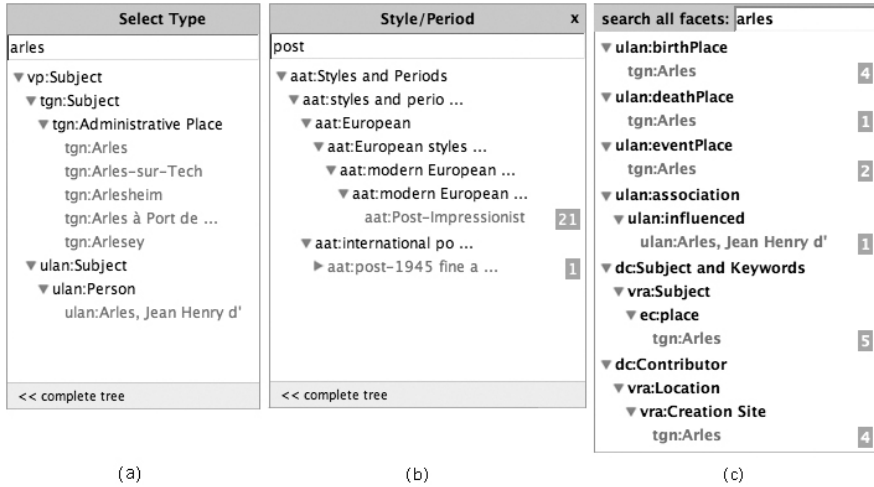 Select Type
arles
vp:Subject
tgn:Subject
tgn:Administrative Place
tgn:Arles
tgn:Arles-sur-Tech
tgn:Arlesheim
tgn:Arles à Port de ...
tgn:Arlesey
ulan:Subject
ulan:Person
ulan:Arles, Jean Henry d'
<< complete tree
(a)
Style/Period x
post
aat:Styles and Periods
aat:styles and perio ...
aat:European
aat:European styles ...
aat:modern European ...
aat:modern European ...
aat:Post-Impressionist 21
aat:international po ...
aat:post-1945 fine a ... 1
<< complete tree
(b)
search all facets: arles
ulan:birthPlace
tgn:Arles 4
ulan:deathPlace
tgn:Arles 1
ulan:eventPlace
tgn:Arles 2
ulan:association
ulan:influenced
ulan:Arles, Jean Henry d' 1
dc:Subject and Keywords
vra:Subject
ec:place
tgn:Arles 5
dc:Contributor
vra:Location
vra:Creation Site
tgn:Arles 4
(c)